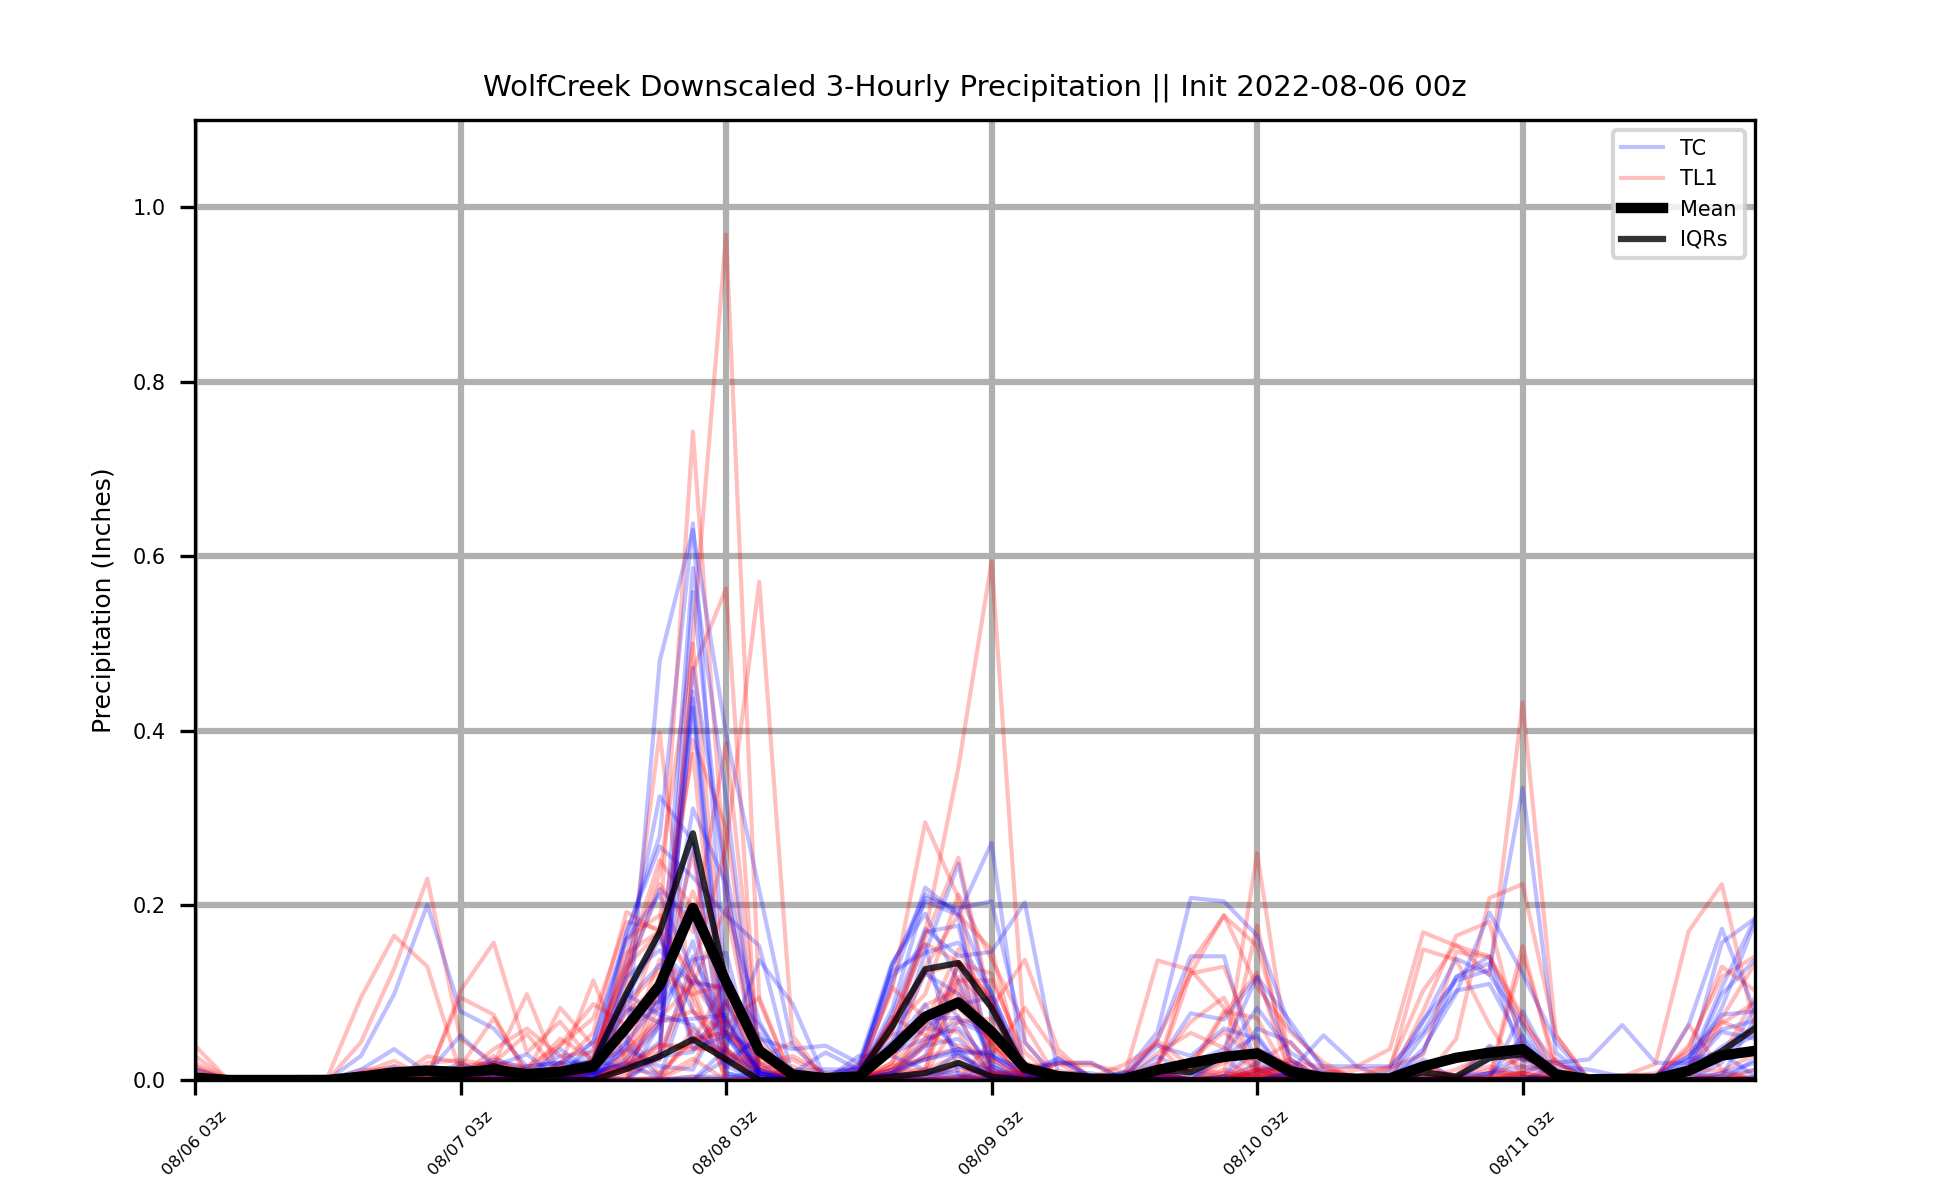 WolfCreek Downscaled 3-Hourly Precipitation || Init 2022-08-06 00z
TC
TL1
Mean
IQRs
Precipitation (Inches)
1.0
0.8
0.6
0.4
0.2
0.0
08/06 03z
08/07 03z
08/08 03z
08/09 03z
08/10 03z
08/11 03z